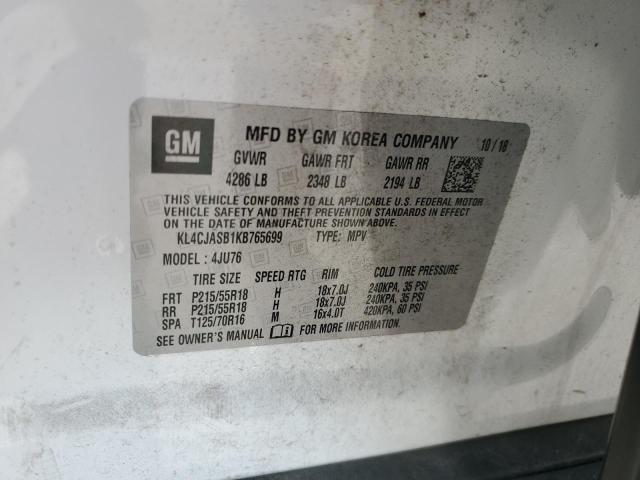 GM
MFD BY GM KOREA COMPANY 10/18
GVWR GAWR FRT GAWR RR
4286 LB 2348 LB 2194 LB
THIS VEHICLE CONFORMS TO ALL APPLICABLE U.S. FEDERAL MOTOR
VEHICLE SAFETY AND THEFT PREVENTION STANDARDS IN EFFECT ON
THE DATE OF MANUFACTURE SHOWN ABOVE.
KL4CJASB1KB765699 TYPE: MPV
MODEL : 4JU76
TIRE SIZE SPEED RTG RIM COLD TIRE PRESSURE
FRT P215/55R18 H 18x7.0J 240KPA, 35 PSI
RR P215/55R18 H 18x7.0J 240KPA, 35 PSI
SPA T125/70R16 M 16x4.0T 420KPA, 60 PSI
SEE OWNER'S MANUAL FOR MORE INFORMATION.